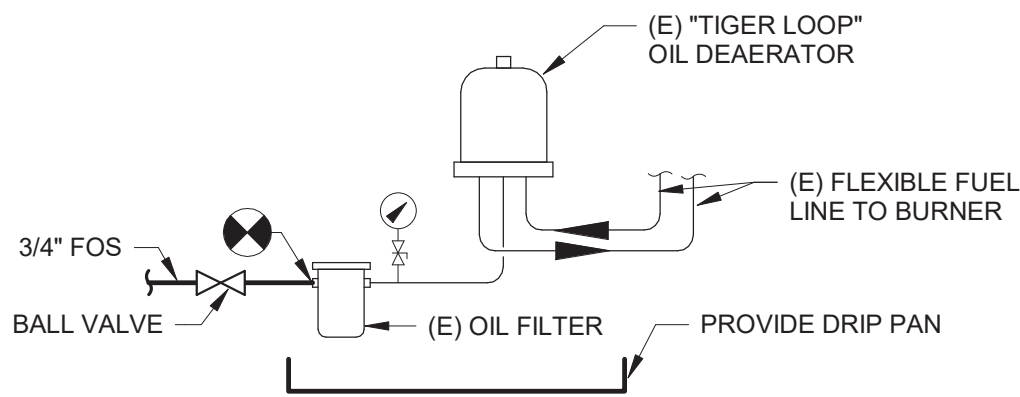 (E) "TIGER LOOP"
OIL DEAERATOR
(E) FLEXIBLE FUEL
LINE TO BURNER
3/4" FOS
BALL VALVE
(E) OIL FILTER
PROVIDE DRIP PAN